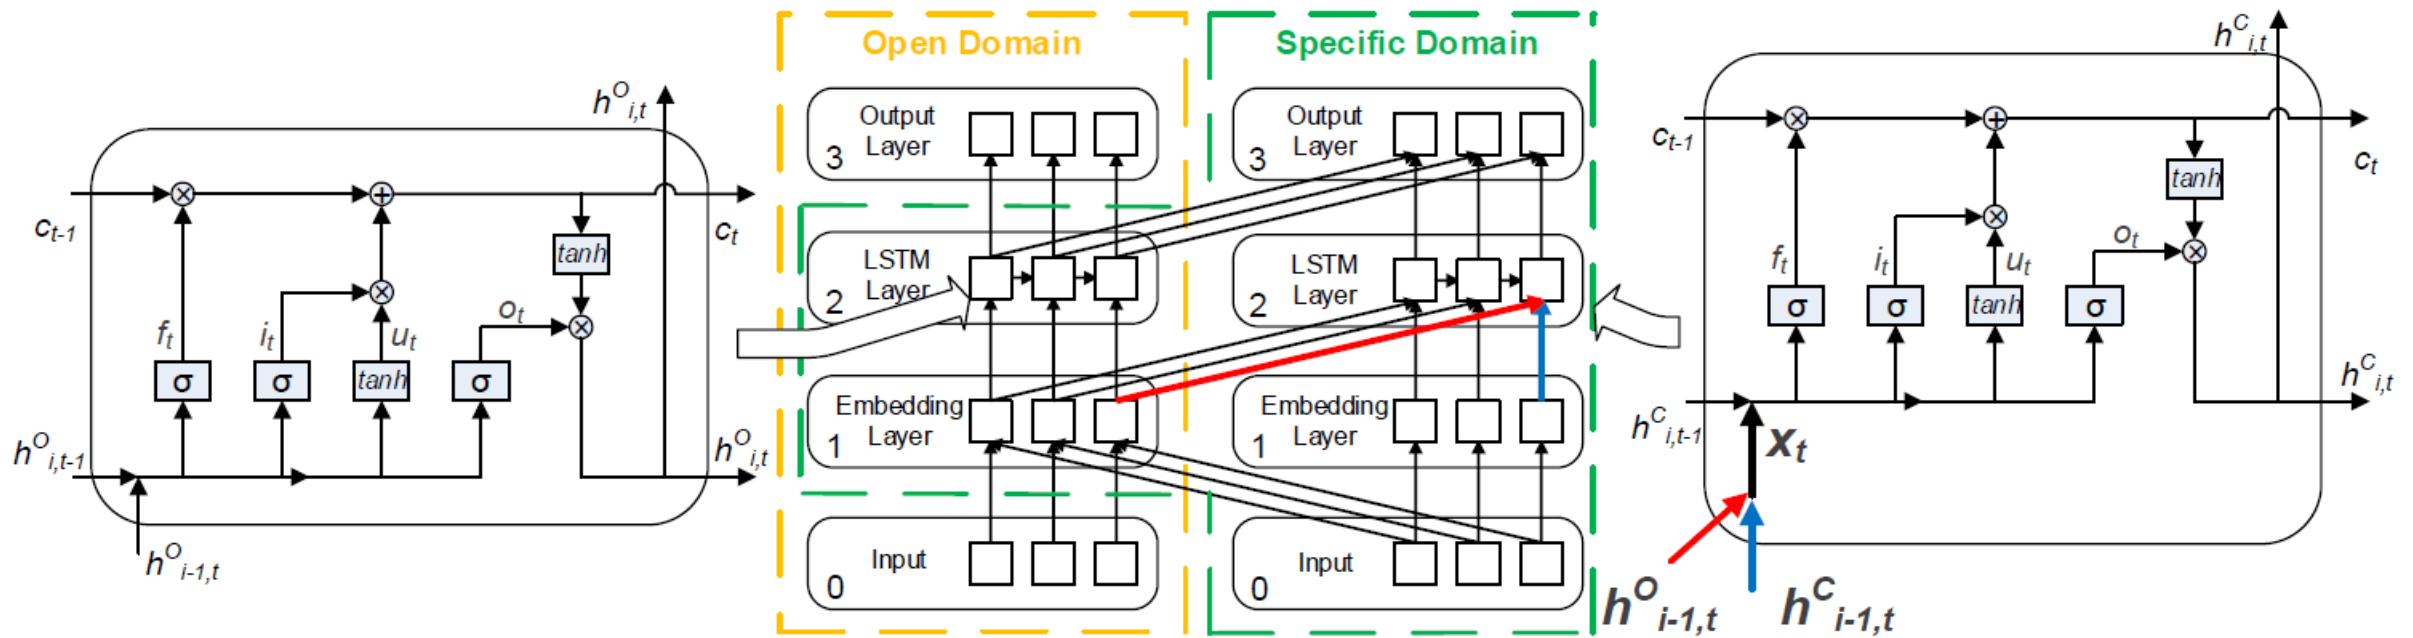 h^O_{i,t}
c_{t-1}
c_t
tanh
f_t
i_t
u_t
o_t
σ
σ
tanh
σ
h^O_{i,t-1}
h^O_{i,t}
h^O_{i-1,t}
Open Domain
Output
Layer
3
LSTM
Layer
2
Embedding
Layer
1
Input
0
Specific Domain
Output
Layer
3
LSTM
Layer
2
Embedding
Layer
1
Input
0
h^C_{i,t}
c_{t-1}
c_t
tanh
f_t
i_t
u_t
o_t
σ
σ
tanh
σ
h^C_{i,t-1}
h^C_{i,t}
x_t
h^O_{i-1,t}
h^C_{i-1,t}